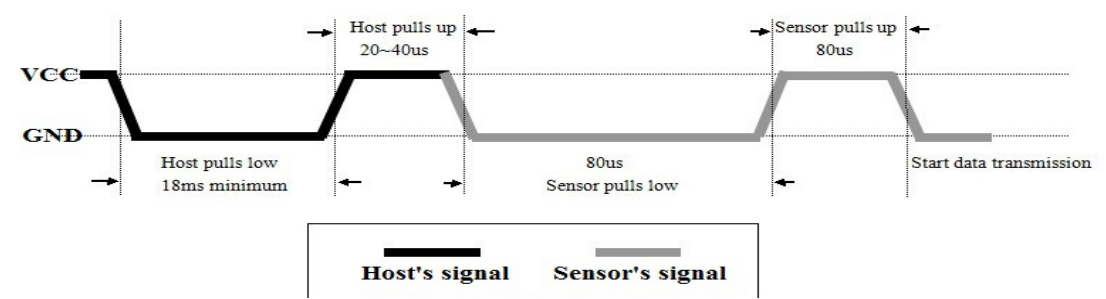 Host pulls up
20~40us
Sensor pulls up
80us
VCC
GND
Host pulls low
18ms minimum
80us
Sensor pulls low
Start data transmission
Host's signal
Sensor's signal